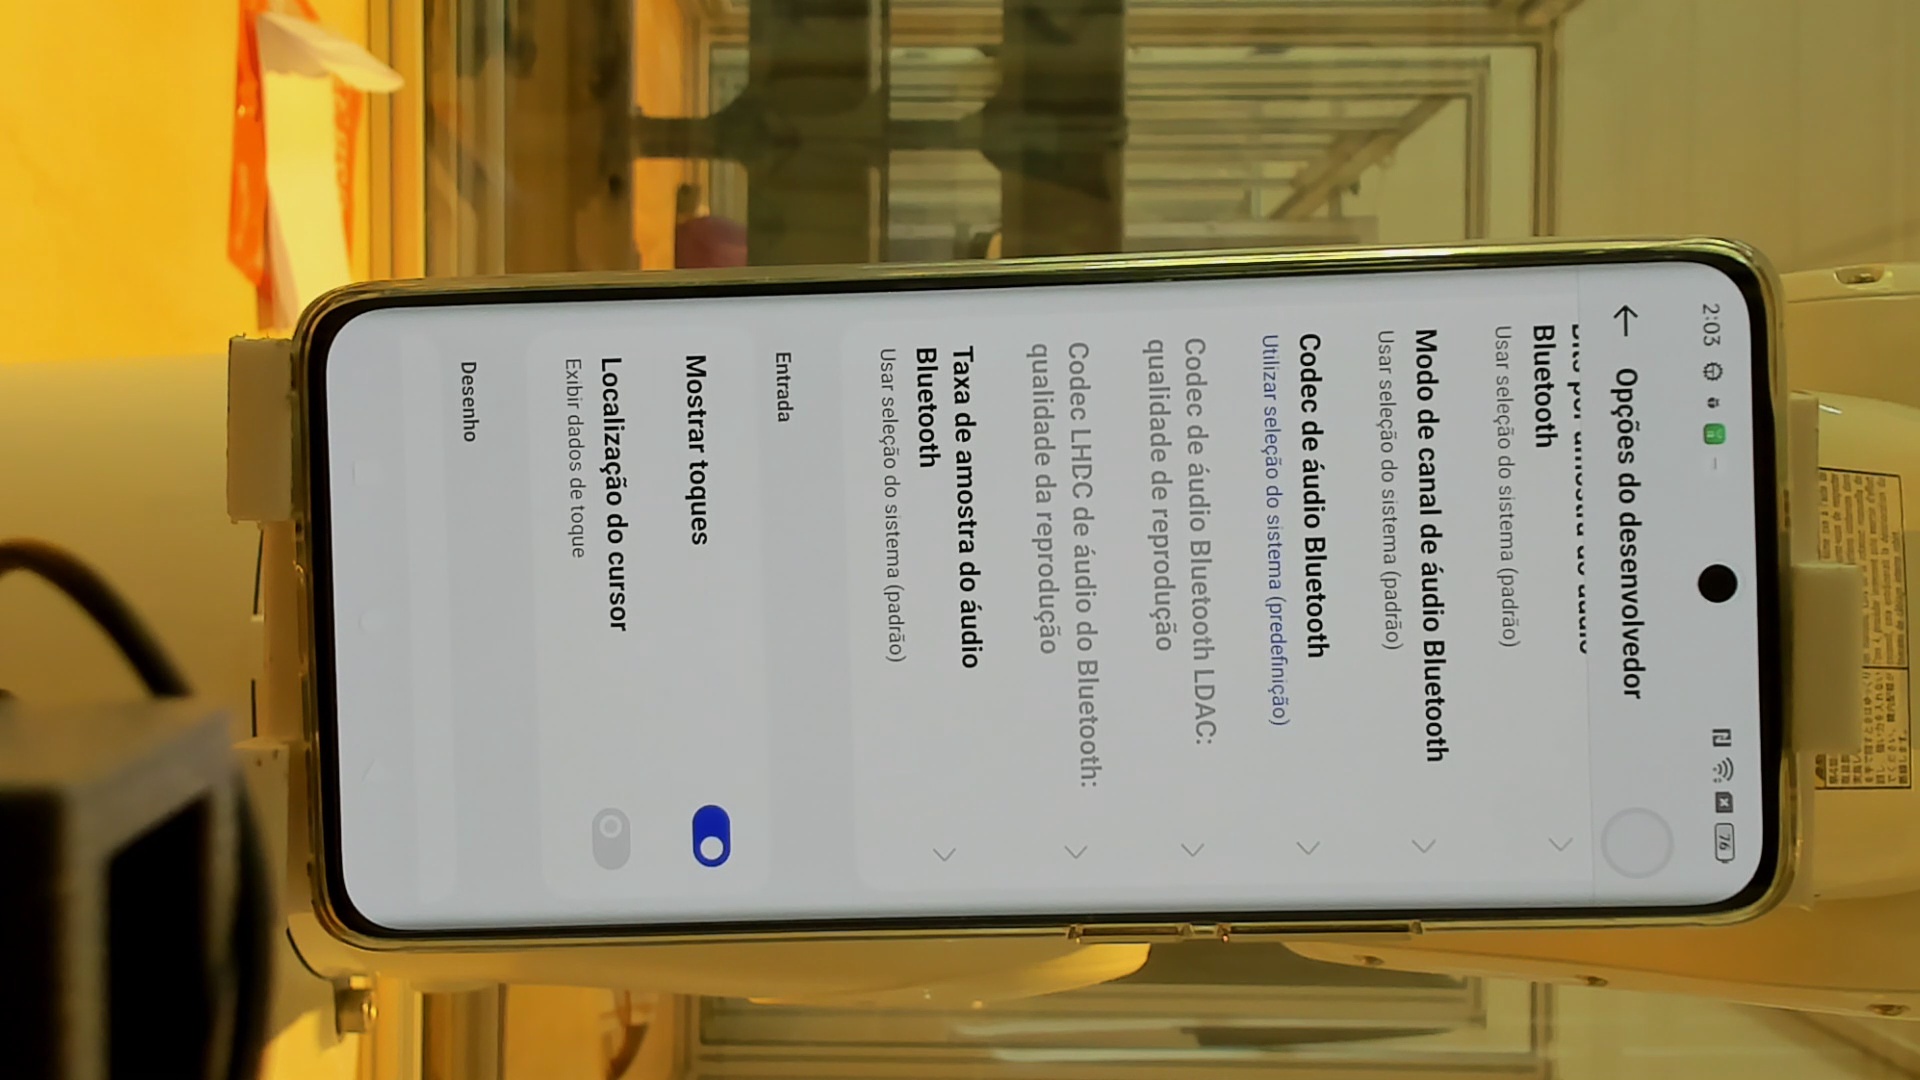 2:03
76
Opções do desenvolvedor
Bluetooth
Usar seleção do sistema (padrão)
Modo de canal de áudio Bluetooth
Usar seleção do sistema (padrão)
Codec de áudio Bluetooth
Utilizar seleção do sistema (predefinição)
Codec de áudio Bluetooth LDAC:
qualidade de reprodução
Codec LHDC de áudio do Bluetooth:
qualidade da reprodução
Taxa de amostra do áudio
Bluetooth
Usar seleção do sistema (padrão)
Entrada
Mostrar toques
Localização do cursor
Exibir dados de toque
Desenho